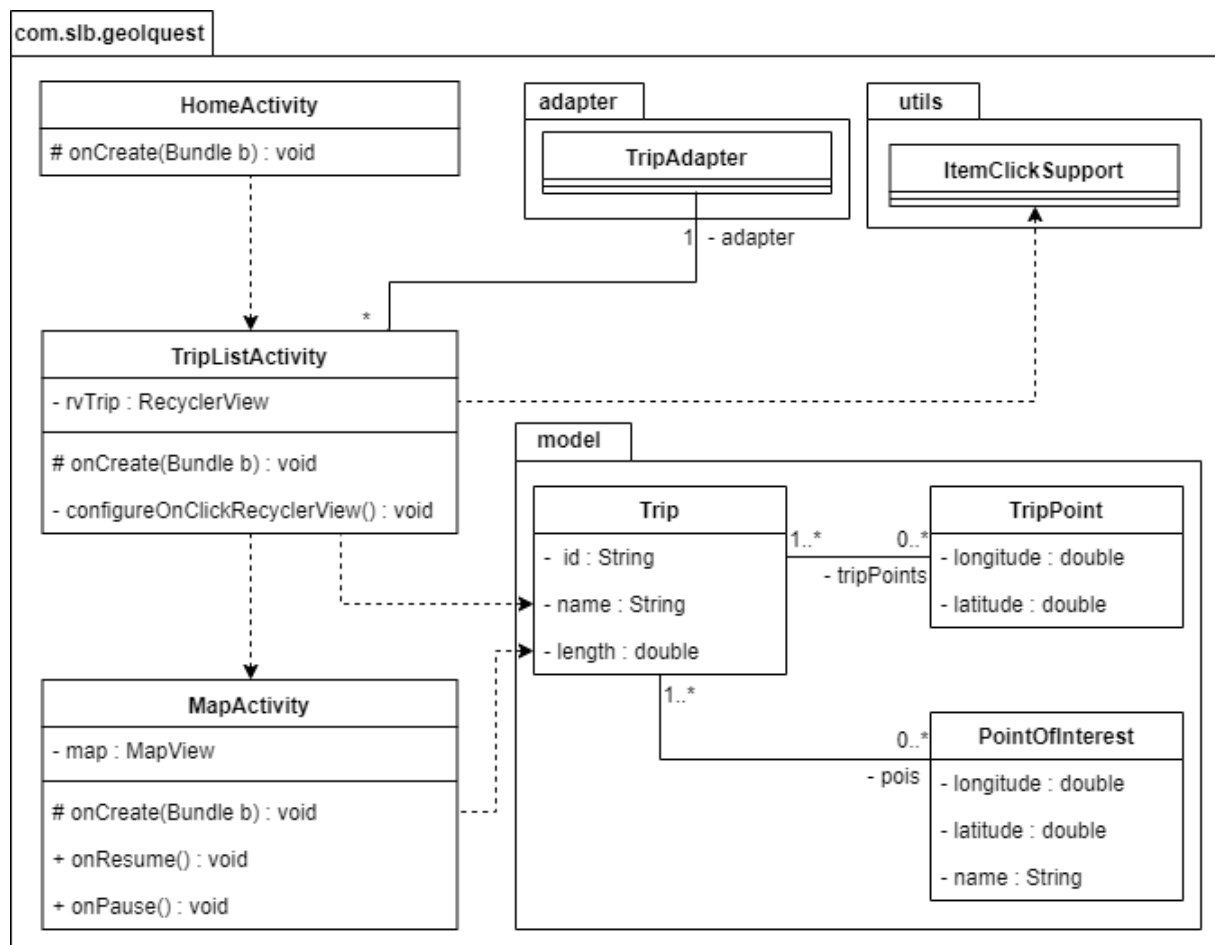 com.slb.geolquest
HomeActivity
# onCreate(Bundle b) : void
adapter
TripAdapter
utils
ItemClickSupport
1
- adapter
*
TripListActivity
- rvTrip : RecyclerView
# onCreate(Bundle b) : void
- configureOnClickRecyclerView() : void
model
Trip
- id : String
- name : String
- length : double
1..*
0..*
- tripPoints
TripPoint
- longitude : double
- latitude : double
1..*
0..*
- pois
PointOfInterest
- longitude : double
- latitude : double
- name : String
MapActivity
- map : MapView
# onCreate(Bundle b) : void
+ onResume() : void
+ onPause() : void